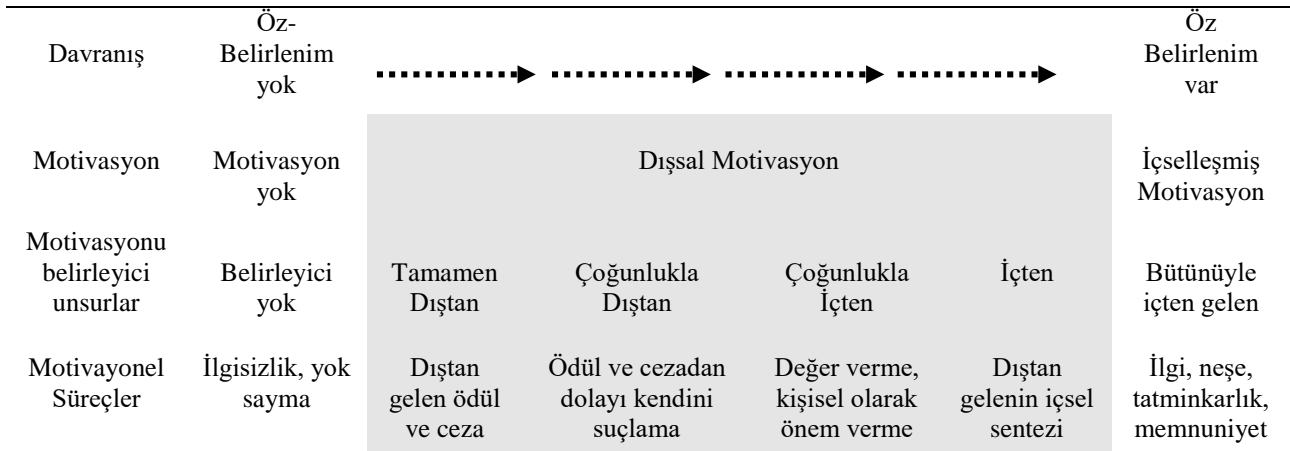 Davranış
Öz-
Belirlenim
yok
Öz
Belirlenim
var
Motivasyon
Motivasyon
yok
Dışsal Motivasyon
İçselleşmiş
Motivasyon
Motivasyonu
belirleyici
unsurlar
Belirleyici
yok
Tamamen
Dıştan
Çoğunlukla
Dıştan
Çoğunlukla
İçten
İçten
Bütünüyle
içten gelen
Motivayonel
Süreçler
İlgisizlik, yok
sayma
Dıştan
gelen ödül
ve ceza
Ödül ve cezadan
dolayı kendini
suçlama
Değer verme,
kişisel olarak
önem verme
Dıştan
gelenin içsel
sentezi
İlgi, neşe,
tatminkarlık,
memnuniyet